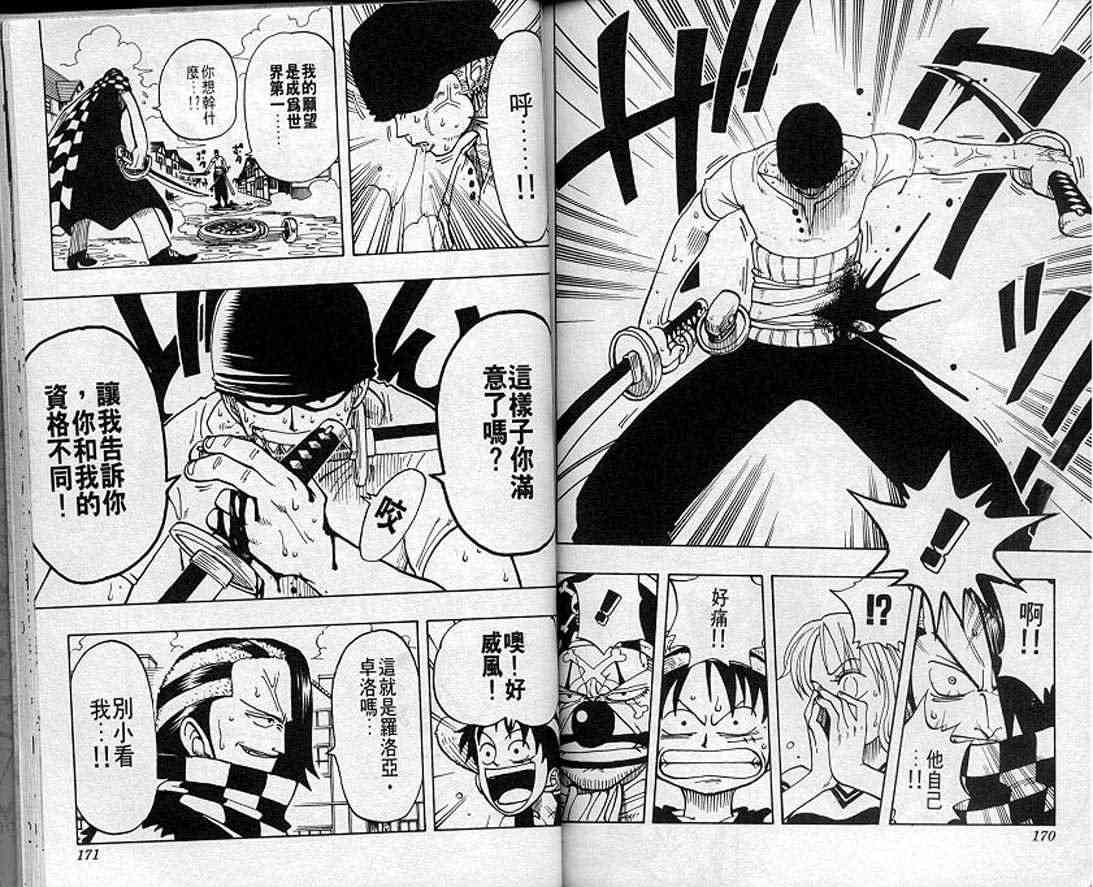 啊!!
他自己
…!!
!
!?
好痛!!
!
170
呼……!!
我的願望
是成爲世
界第一……
你想幹什
麼…!?
這樣子你滿
意了嗎?
咬
讓我告訴你
，你和我的
資格不同!
噢!好
威風!
這就是羅洛亞·
卓洛嗎…
別小看
我…!!
171